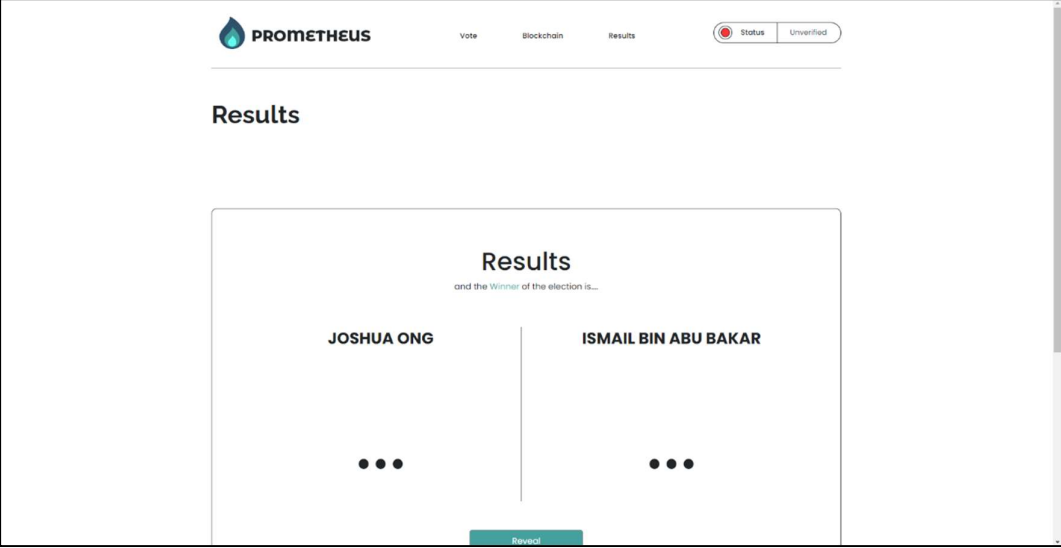 PROMETHEUS
Vote Blockchain Results
Status Unverified
Results
Results
and the Winner of the election is....
JOSHUA ONG
ISMAIL BIN ABU BAKAR
Reveal